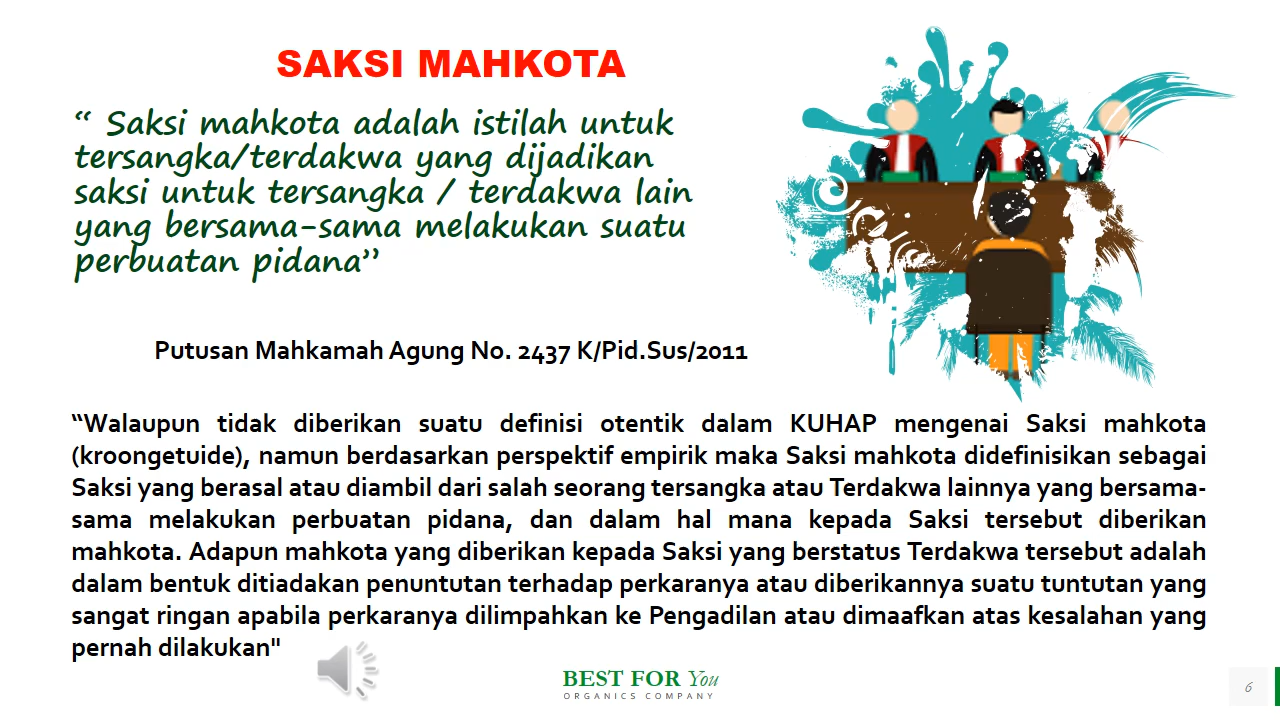 SAKSI MAHKOTA
“ Saksi mahkota adalah istilah untuk
tersangka/terdakwa yang dijadikan
saksi untuk tersangka / terdakwa lain
yang bersama-sama melakukan suatu
perbuatan pidana”
Putusan Mahkamah Agung No. 2437 K/Pid.Sus/2011
“Walaupun tidak diberikan suatu definisi otentik dalam KUHAP mengenai Saksi mahkota
(kroongetuide), namun berdasarkan perspektif empirik maka Saksi mahkota didefinisikan sebagai
Saksi yang berasal atau diambil dari salah seorang tersangka atau Terdakwa lainnya yang bersama-
sama melakukan perbuatan pidana, dan dalam hal mana kepada Saksi tersebut diberikan
mahkota. Adapun mahkota yang diberikan kepada Saksi yang berstatus Terdakwa tersebut adalah
dalam bentuk ditiadakan penuntutan terhadap perkaranya atau diberikannya suatu tuntutan yang
sangat ringan apabila perkaranya dilimpahkan ke Pengadilan atau dimaafkan atas kesalahan yang
pernah dilakukan"
BEST FOR You
ORGANICS COMPANY
6